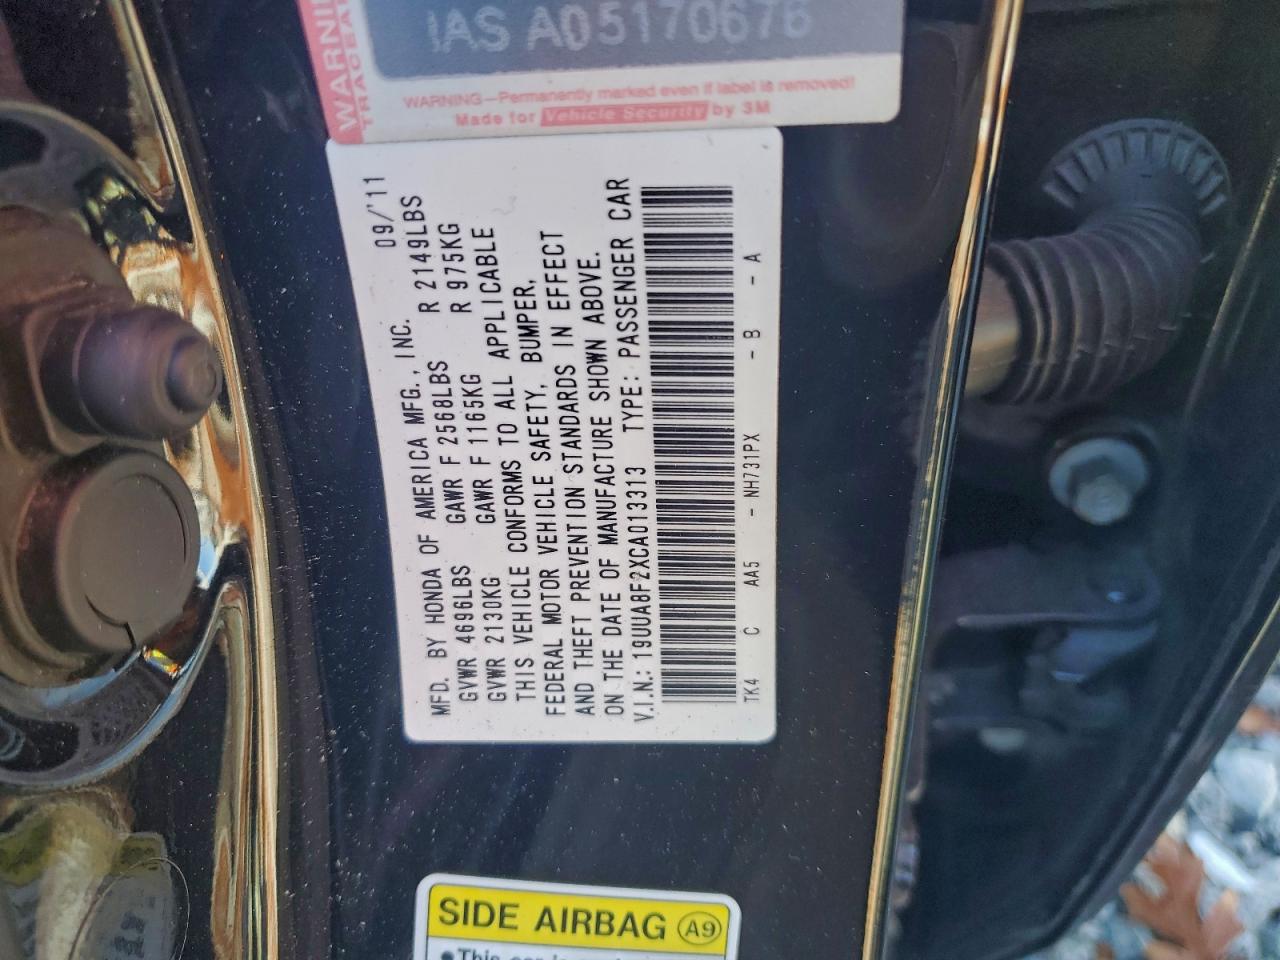 IAS A05170676
WARNING—Permanently marked even if label is removed!
Made for Vehicle Security by 3M
MFD. BY HONDA OF AMERICA MFG., INC. 09/'11
GVWR 4696LBS GAWR F 2568LBS R 2149LBS
GVWR 2130KG GAWR F 1165KG R 975KG
THIS VEHICLE CONFORMS TO ALL APPLICABLE
FEDERAL MOTOR VEHICLE SAFETY, BUMPER,
AND THEFT PREVENTION STANDARDS IN EFFECT
ON THE DATE OF MANUFACTURE SHOWN ABOVE.
V.I.N.: 19UUA8F2XCA013313 TYPE: PASSENGER CAR
TK4 C AA5 - NH731PX - B - A
SIDE AIRBAG A9